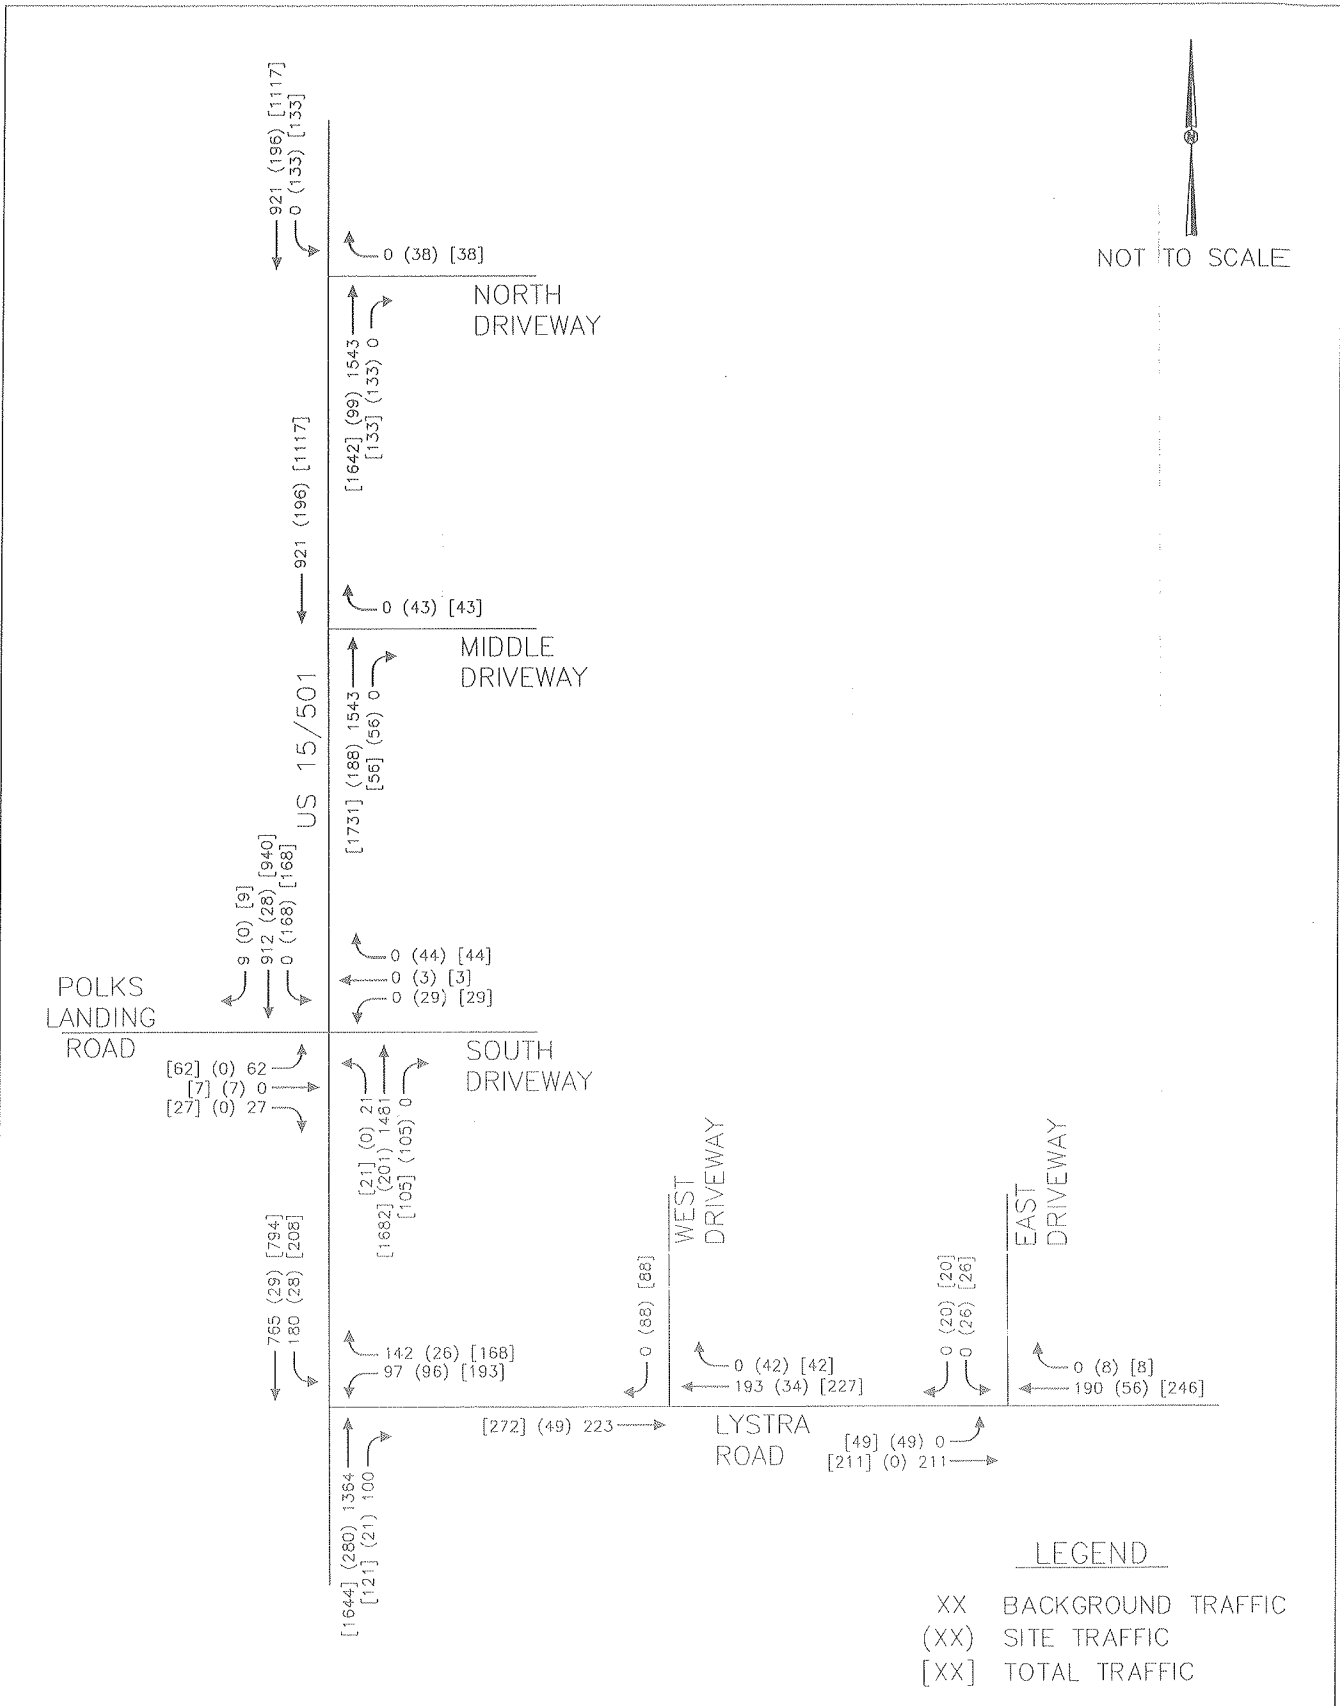 921 (196) [1117]
0 (133) [133]
0 (38) [38]
NOT TO SCALE
N
NORTH
DRIVEWAY
[1642] (99) 1543
[133] (133) 0
921 (196) [1117]
0 (43) [43]
MIDDLE
DRIVEWAY
US 15/501
[1731] (188) 1543
[56] (56) 0
9 (0) [9]
912 (28) [940]
0 (168) [168]
0 (44) [44]
0 (3) [3]
0 (29) [29]
POLKS
LANDING
ROAD
SOUTH
DRIVEWAY
[62] (0) 62
[7] (7) 0
[27] (0) 27
[21] (0) 21
[1682] (201) 1481
[105] (105) 0
WEST
DRIVEWAY
EAST
DRIVEWAY
765 (29) [794]
180 (28) [208]
0 (88) [88]
0 (20) [20]
0 (26) [26]
142 (26) [168]
97 (96) [193]
0 (42) [42]
193 (34) [227]
0 (8) [8]
190 (56) [246]
[272] (49) 223
LYSTRA
ROAD
[49] (49) 0
[211] (0) 211
[1644] (280) 1364
[121] (21) 100
LEGEND
XX BACKGROUND TRAFFIC
(XX) SITE TRAFFIC
[XX] TOTAL TRAFFIC